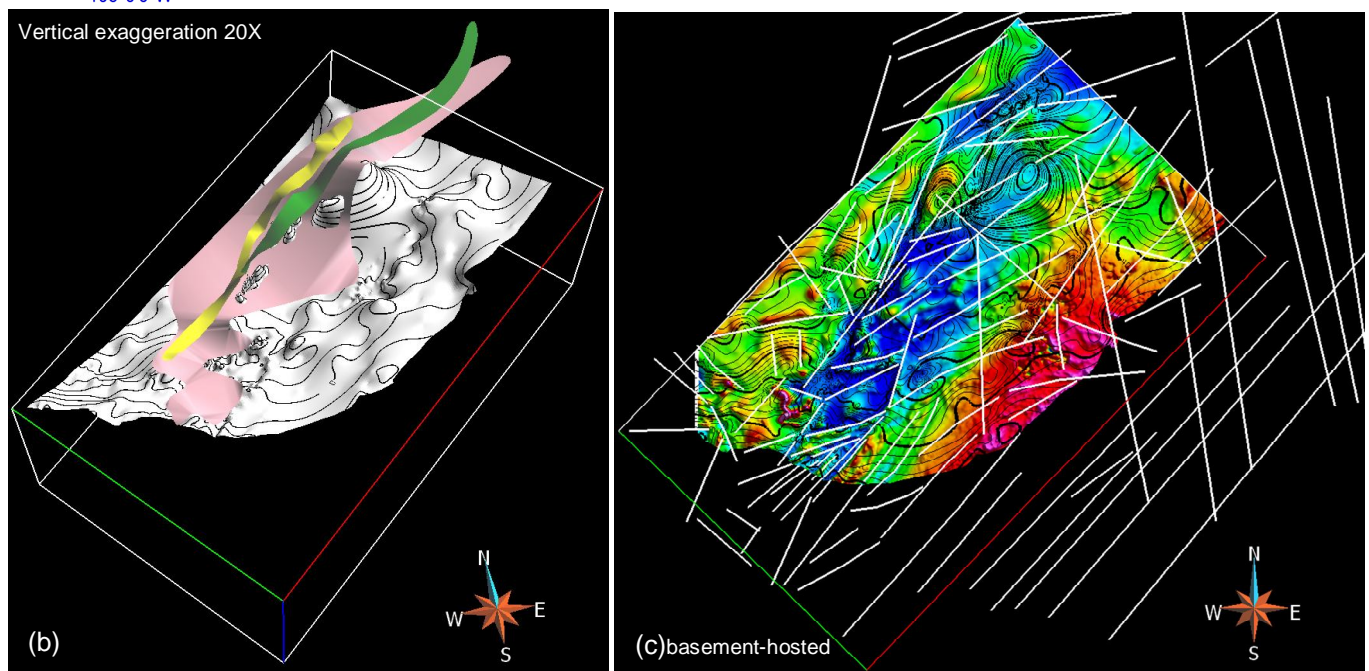 Vertical exaggeration 20X
N
W
E
S
(b)
N
W
E
S
(c)basement-hosted